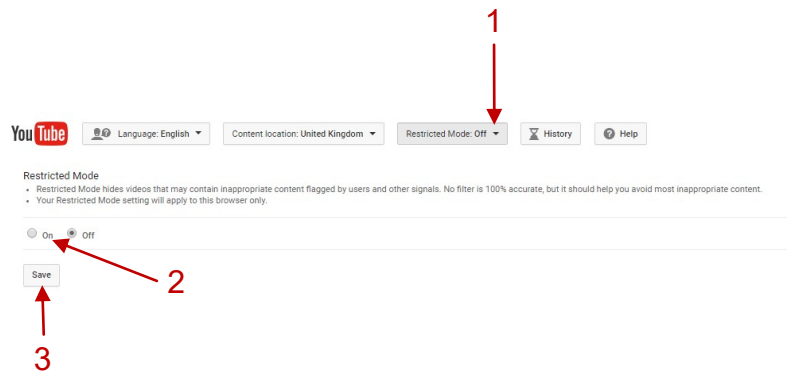 1
You Tube Language: English Content location: United Kingdom Restricted Mode: Off History Help
Restricted Mode
Restricted Mode hides videos that may contain inappropriate content flagged by users and other signals. No filter is 100% accurate, but it should help you avoid most inappropriate content.
Your Restricted Mode setting will apply to this browser only.
On Off
Save
2
3